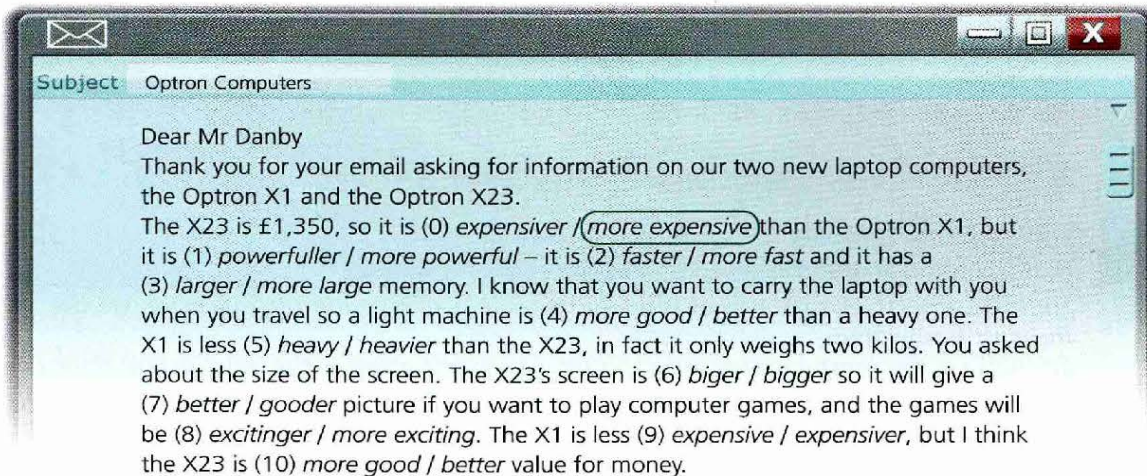 X
Subject Optron Computers
Dear Mr Danby
Thank you for your email asking for information on our two new laptop computers,
the Optron X1 and the Optron X23.
The X23 is £1,350, so it is (0) expensiver / more expensive than the Optron X1, but
it is (1) powerfuller / more powerful – it is (2) faster / more fast and it has a
(3) larger / more large memory. I know that you want to carry the laptop with you
when you travel so a light machine is (4) more good / better than a heavy one. The
X1 is less (5) heavy / heavier than the X23, in fact it only weighs two kilos. You asked
about the size of the screen. The X23's screen is (6) biger / bigger so it will give a
(7) better / gooder picture if you want to play computer games, and the games will
be (8) excitinger / more exciting. The X1 is less (9) expensive / expensiver, but I think
the X23 is (10) more good / better value for money.